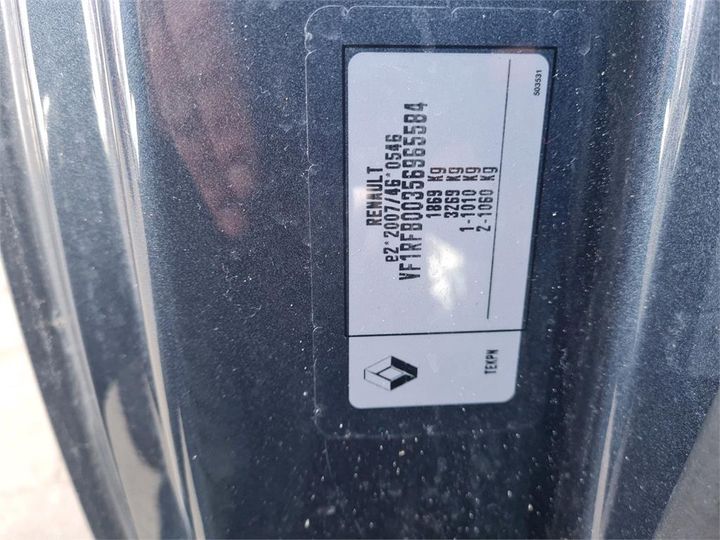 RENAULT
e2*2007/46*0546
VF1RFB00356965584
1869 Kg
3269 Kg
1-1010 Kg
2-1060 Kg
TEKPN
503531